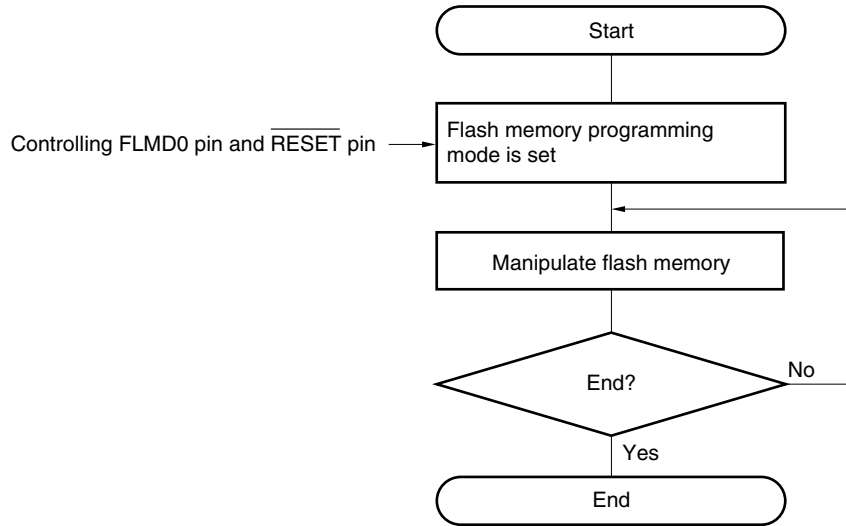 Start
Controlling FLMD0 pin and RESET pin
Flash memory programming
mode is set
Manipulate flash memory
End?
No
Yes
End